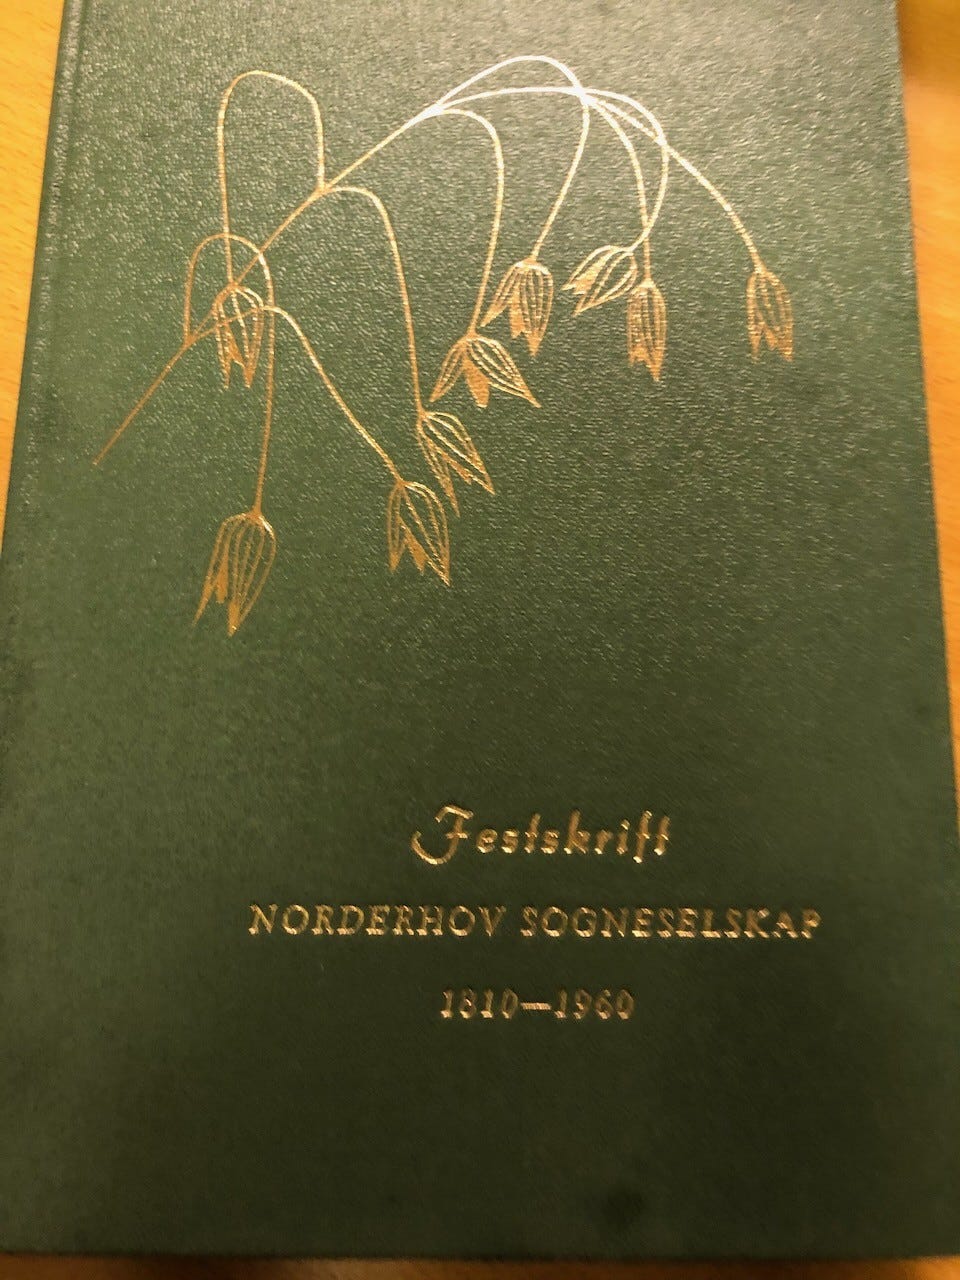 Festskrift
NORDERHOV SOGNESELSKAP
1810—1960